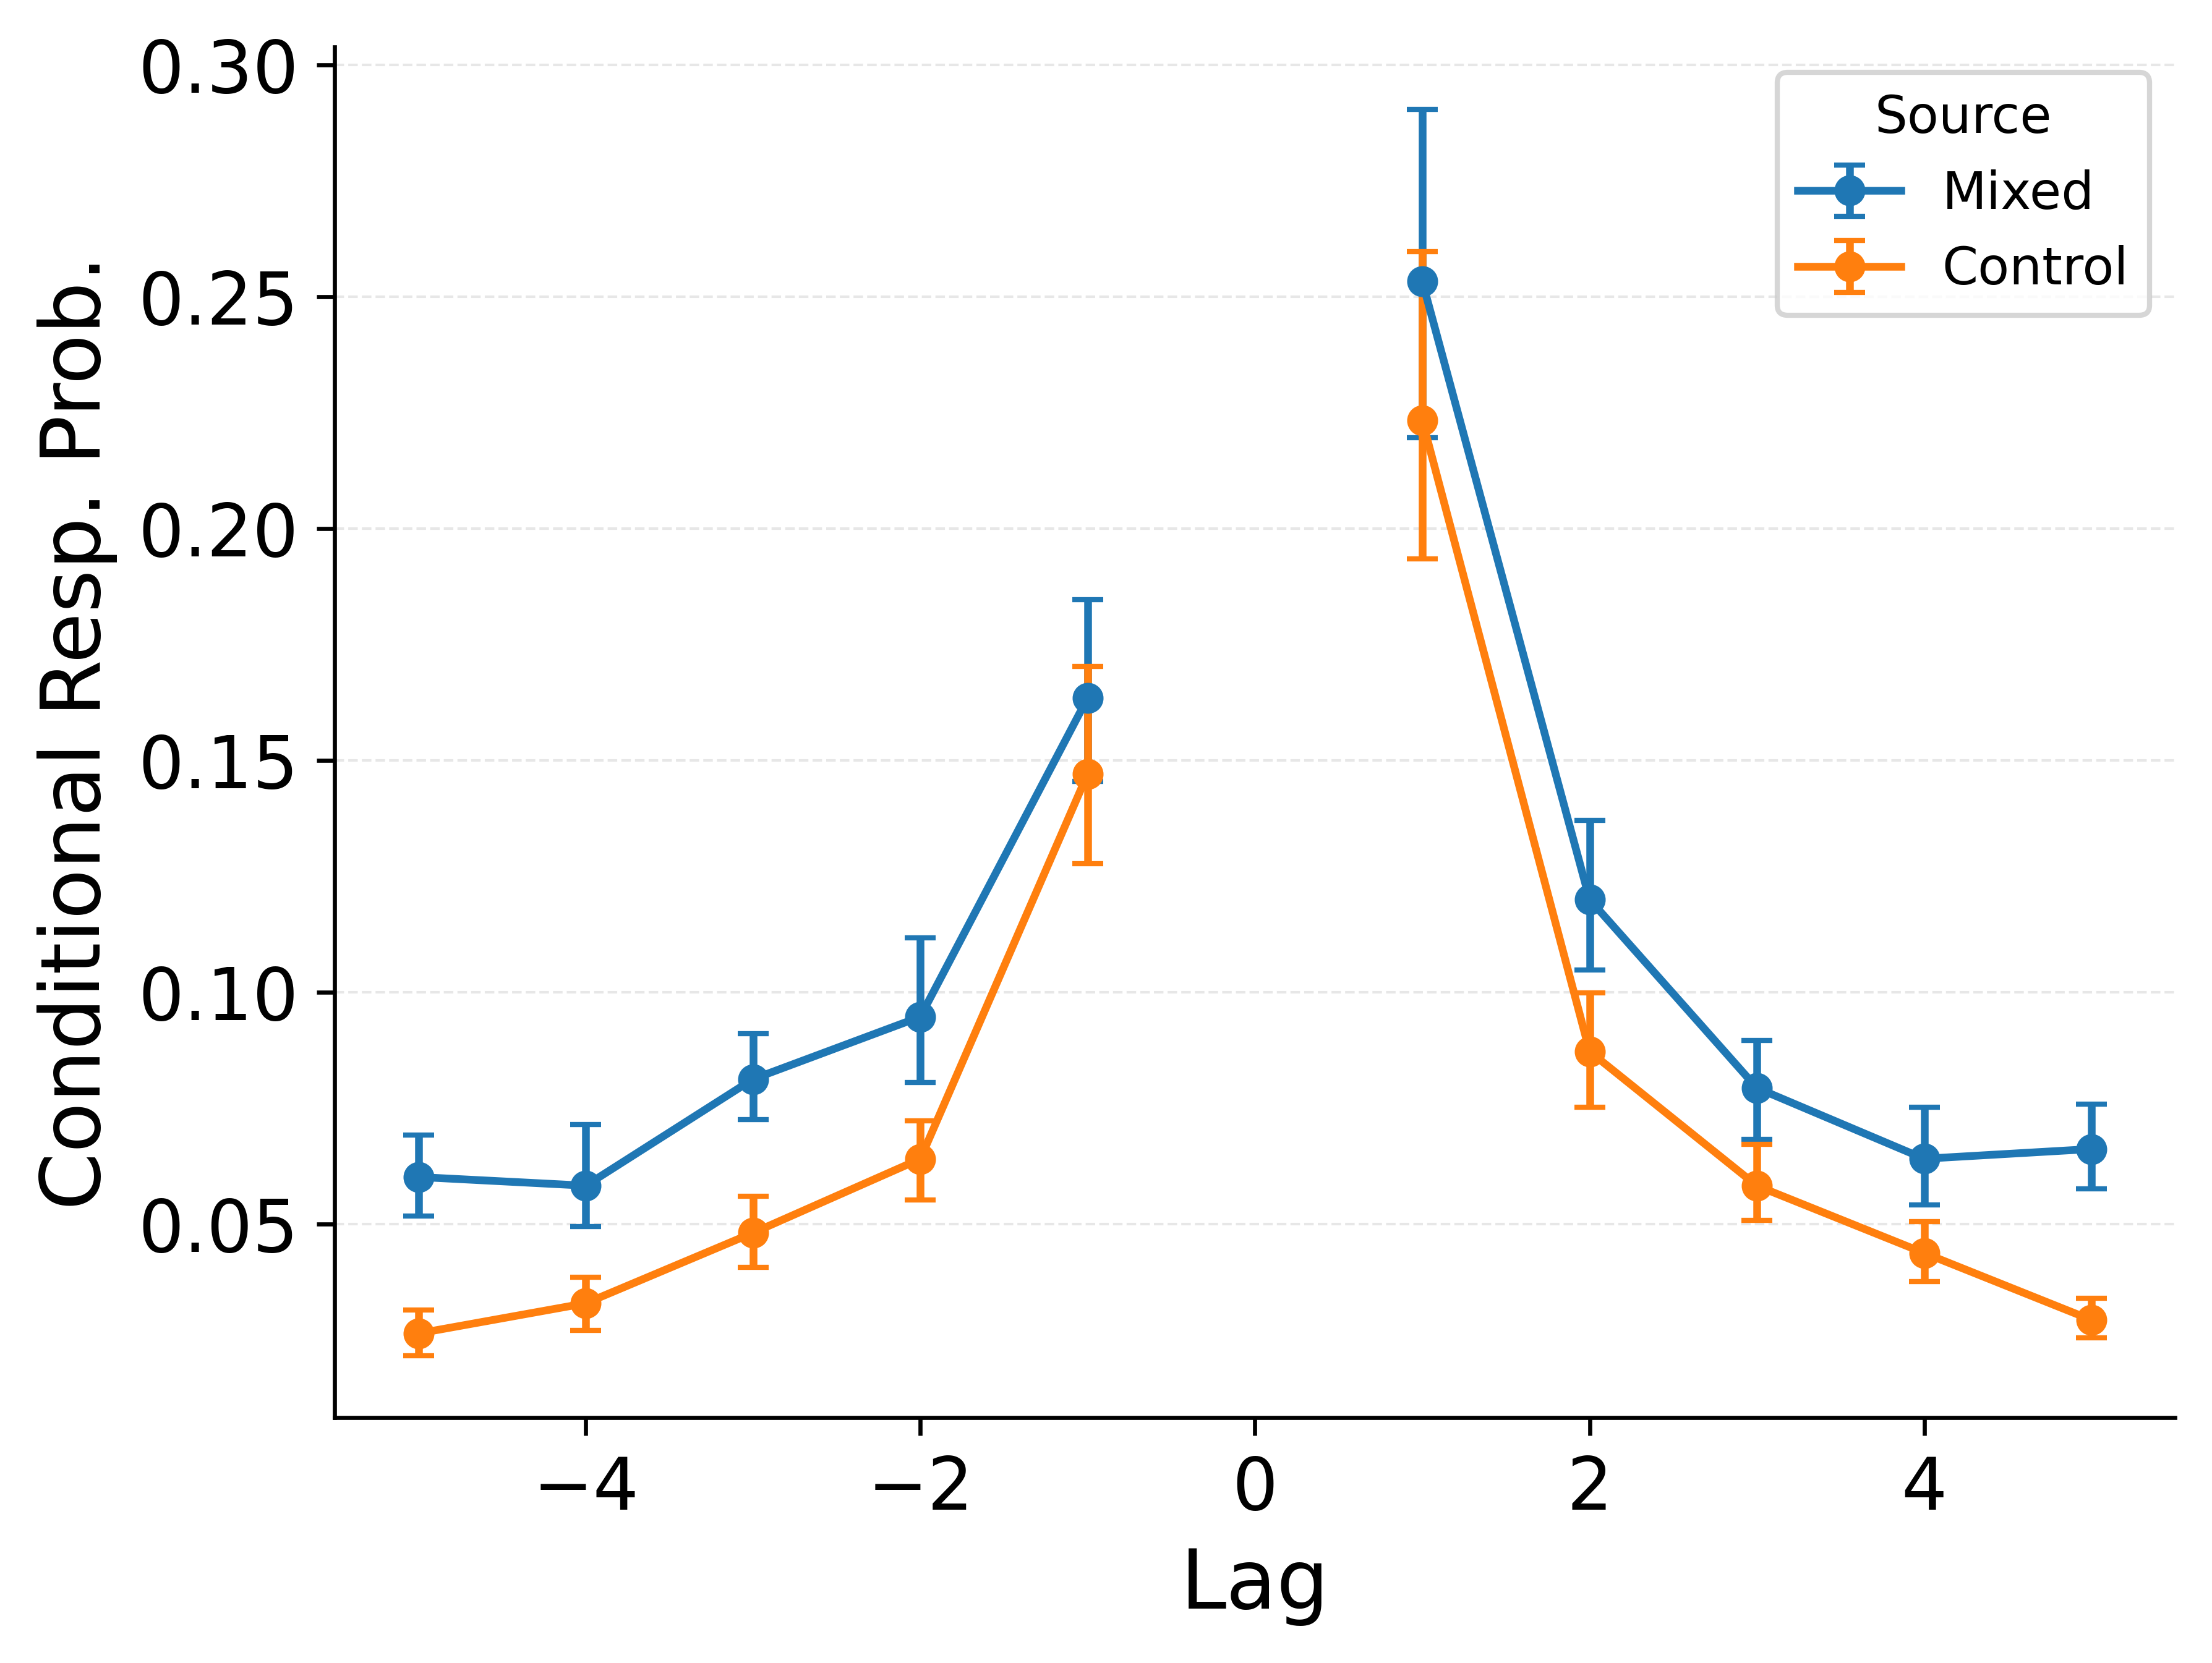 0.30
0.25
0.20
0.15
0.10
0.05
Conditional Resp. Prob.
Source
Mixed
Control
−4 −2 0 2 4
Lag